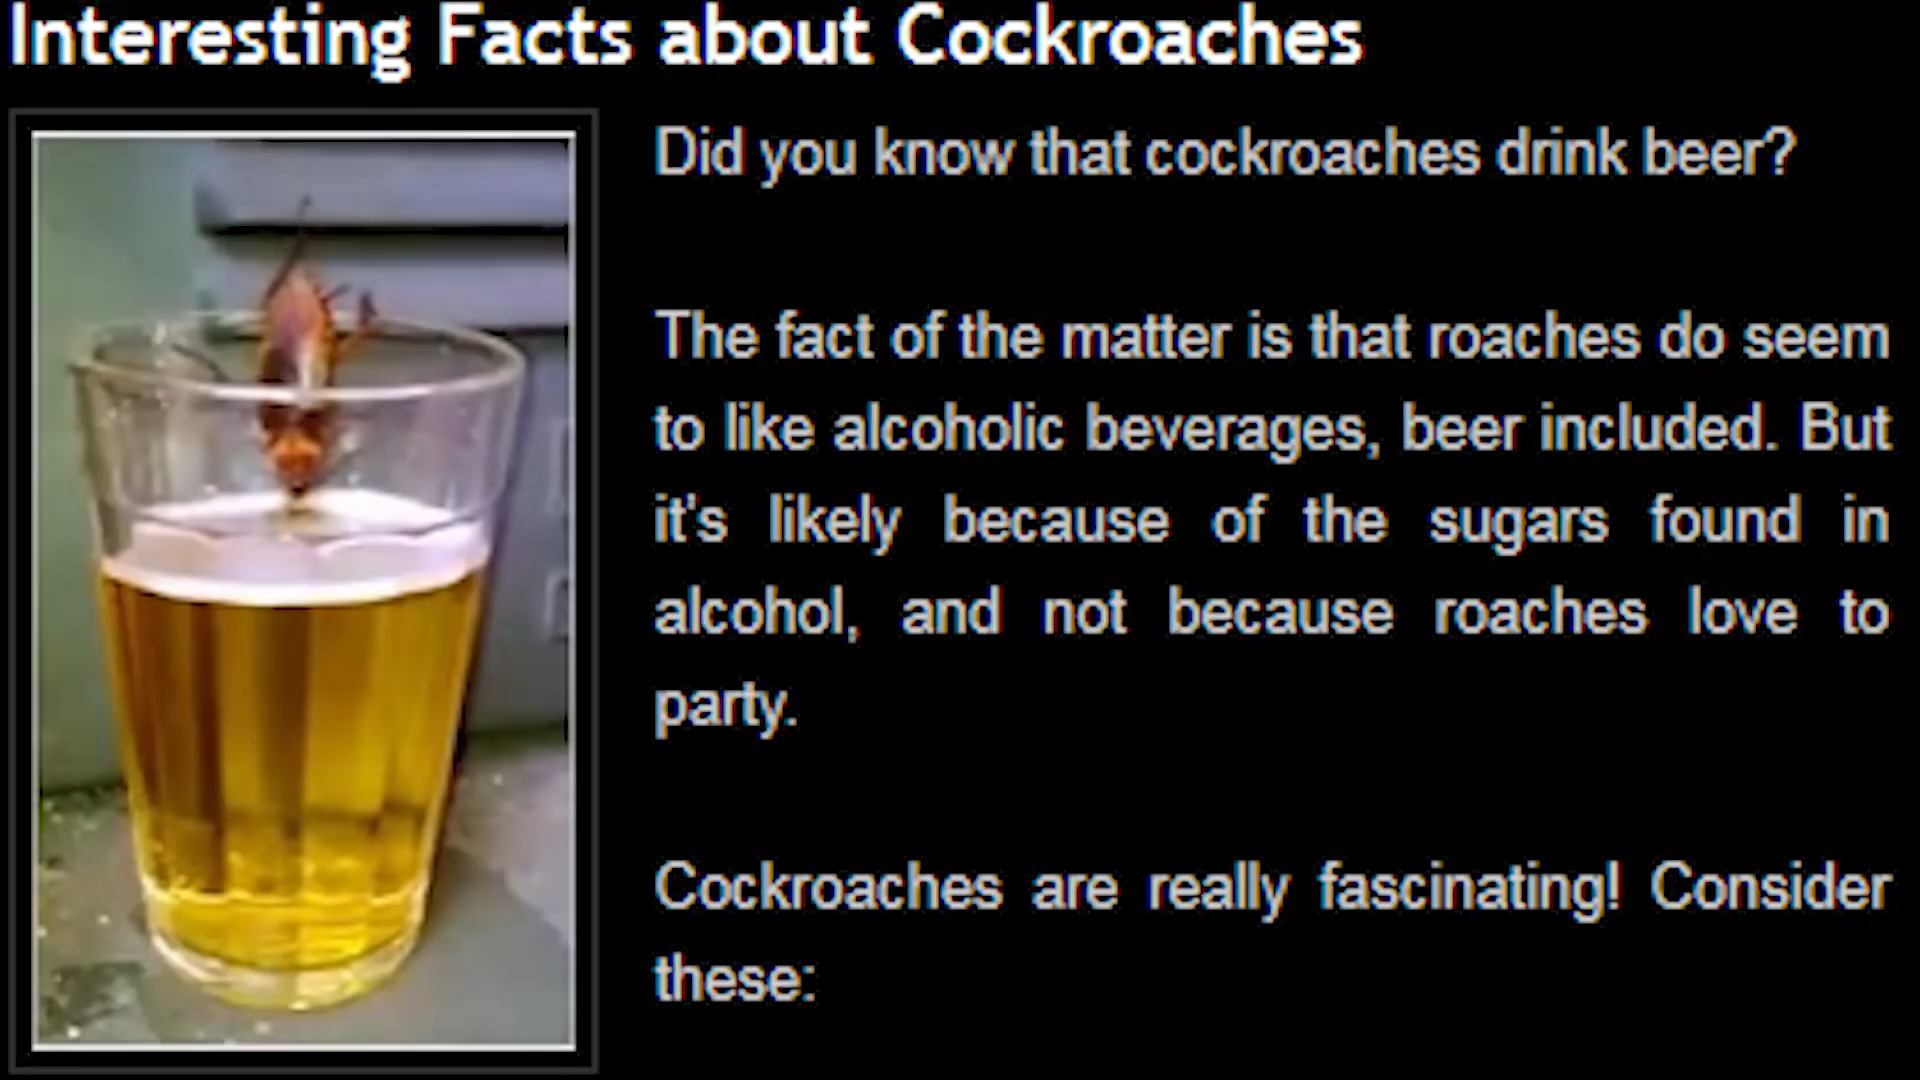 Interesting Facts about Cockroaches
Did you know that cockroaches drink beer?
The fact of the matter is that roaches do seem
to like alcoholic beverages, beer included. But
it's likely because of the sugars found in
alcohol, and not because roaches love to
party.
Cockroaches are really fascinating! Consider
these: